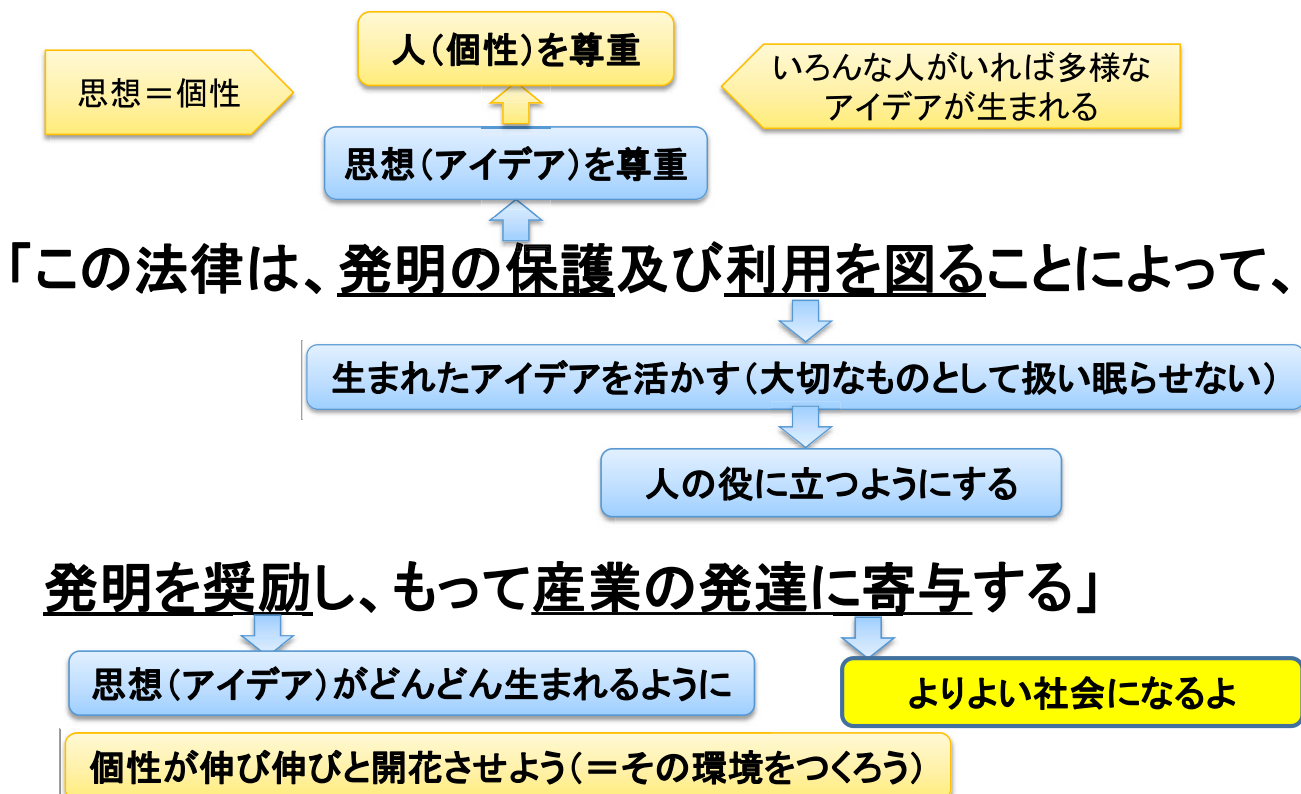 人(個性)を尊重
思想=個性
いろんな人がいれば多様な
アイデアが生まれる
思想(アイデア)を尊重
「この法律は、発明の保護及び利用を図ることによって、
生まれたアイデアを活かす(大切なものとして扱い眠らせない)
人の役に立つようにする
発明を奨励し、もって産業の発達に寄与する」
思想(アイデア)がどんどん生まれるように
よりよい社会になるよ
個性が伸び伸びと開花させよう(=その環境をつくろう)